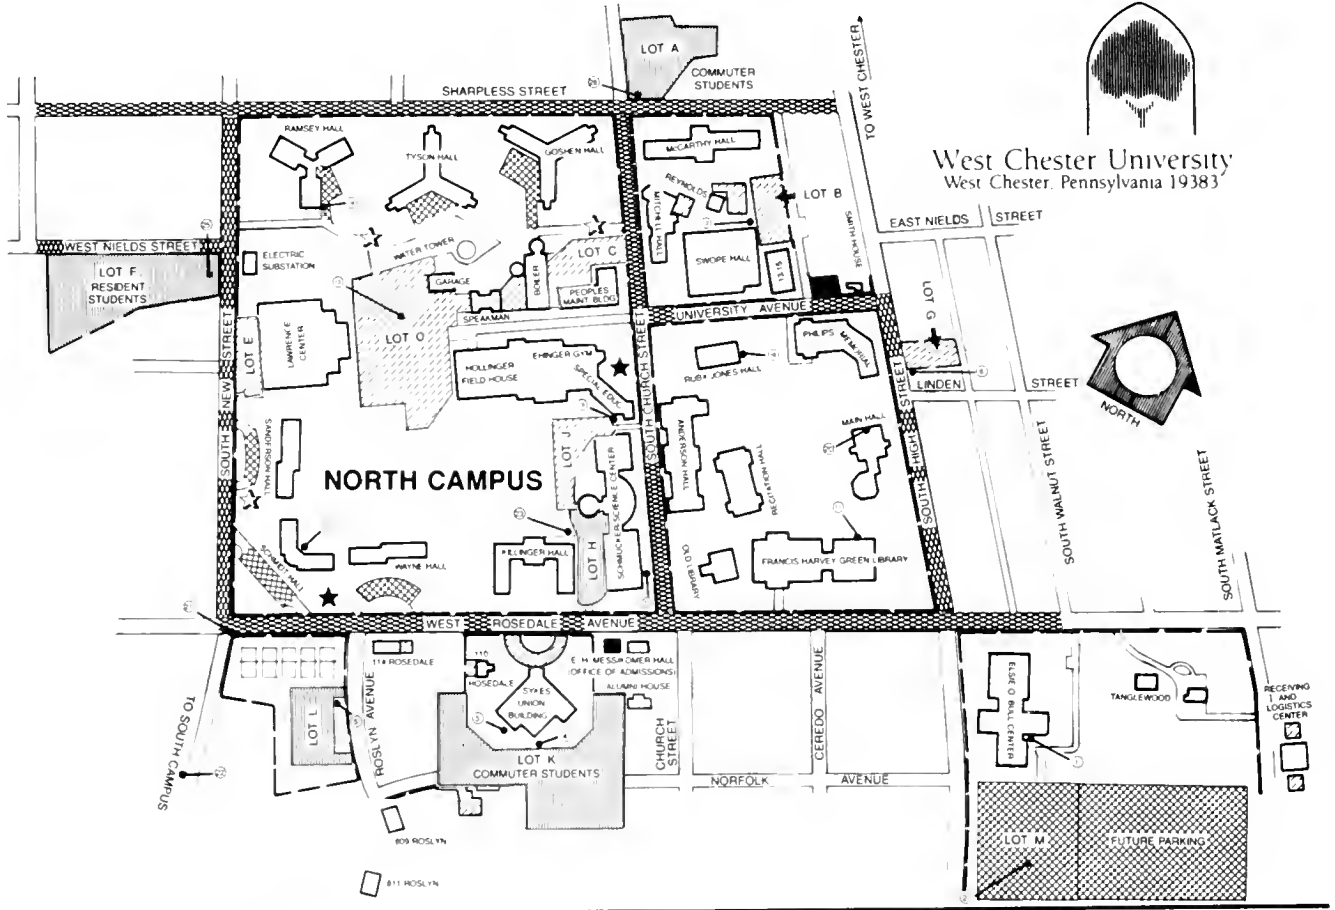 LOT A
COMMUTER
STUDENTS
SHARPLESS STREET
TO WEST CHESTER
West Chester University
West Chester, Pennsylvania 19383
RAMSEY HALL
TYSON HALL
GOSHEN HALL
McCARTHY HALL
REYNOLDS
MITCHELL HALL
LOT B
SMITH HOUSE
EAST NIELDS STREET
WEST NIELDS STREET
LOT F
RESIDENT
STUDENTS
ELECTRIC
SUBSTATION
WATER TOWER
GARAGE
BOILER
LOT C
PEOPLES
MAINT BLDG
SPEAKMAN
SWOPE HALL
13/15
UNIVERSITY AVENUE
LOT G
LOT E
LAWRENCE
CENTER
LOT O
HOLLINGER
FIELD HOUSE
EHINGER GYM
SPECIAL EDUC.
RUBY JONES HALL
PHILIPS MEMORIAL
LINDEN STREET
NORTH
SOUTH NEW STREET
SOUTH CHURCH STREET
SOUTH HIGH STREET
SOUTH WALNUT STREET
SOUTH MATLACK STREET
SANDERSON HALL
NORTH CAMPUS
LOT J
SCHMUCKER SCIENCE CENTER
ANDERSON HALL
RECITATION HALL
MAIN HALL
SCHMIDT HALL
WAYNE HALL
KILLINGER HALL
LOT H
OLD LIBRARY
FRANCIS HARVEY GREEN LIBRARY
WEST ROSEDALE AVENUE
TO SOUTH CAMPUS
LOT L
ROSLYN AVENUE
114 ROSEDALE
110
ROSEDALE
SYKES
UNION
BUILDING
E. H. MESSIKOMER HALL
(OFFICE OF ADMISSIONS)
ALUMNI HOUSE
CHURCH
STREET
CEREDO AVENUE
NORFOLK AVENUE
LOT K
COMMUTER STUDENTS
ELSIE O BULL CENTER
TANGLEWOOD
RECEIVING
AND
LOGISTICS
CENTER
809 ROSLYN
811 ROSLYN
LOT M
FUTURE PARKING